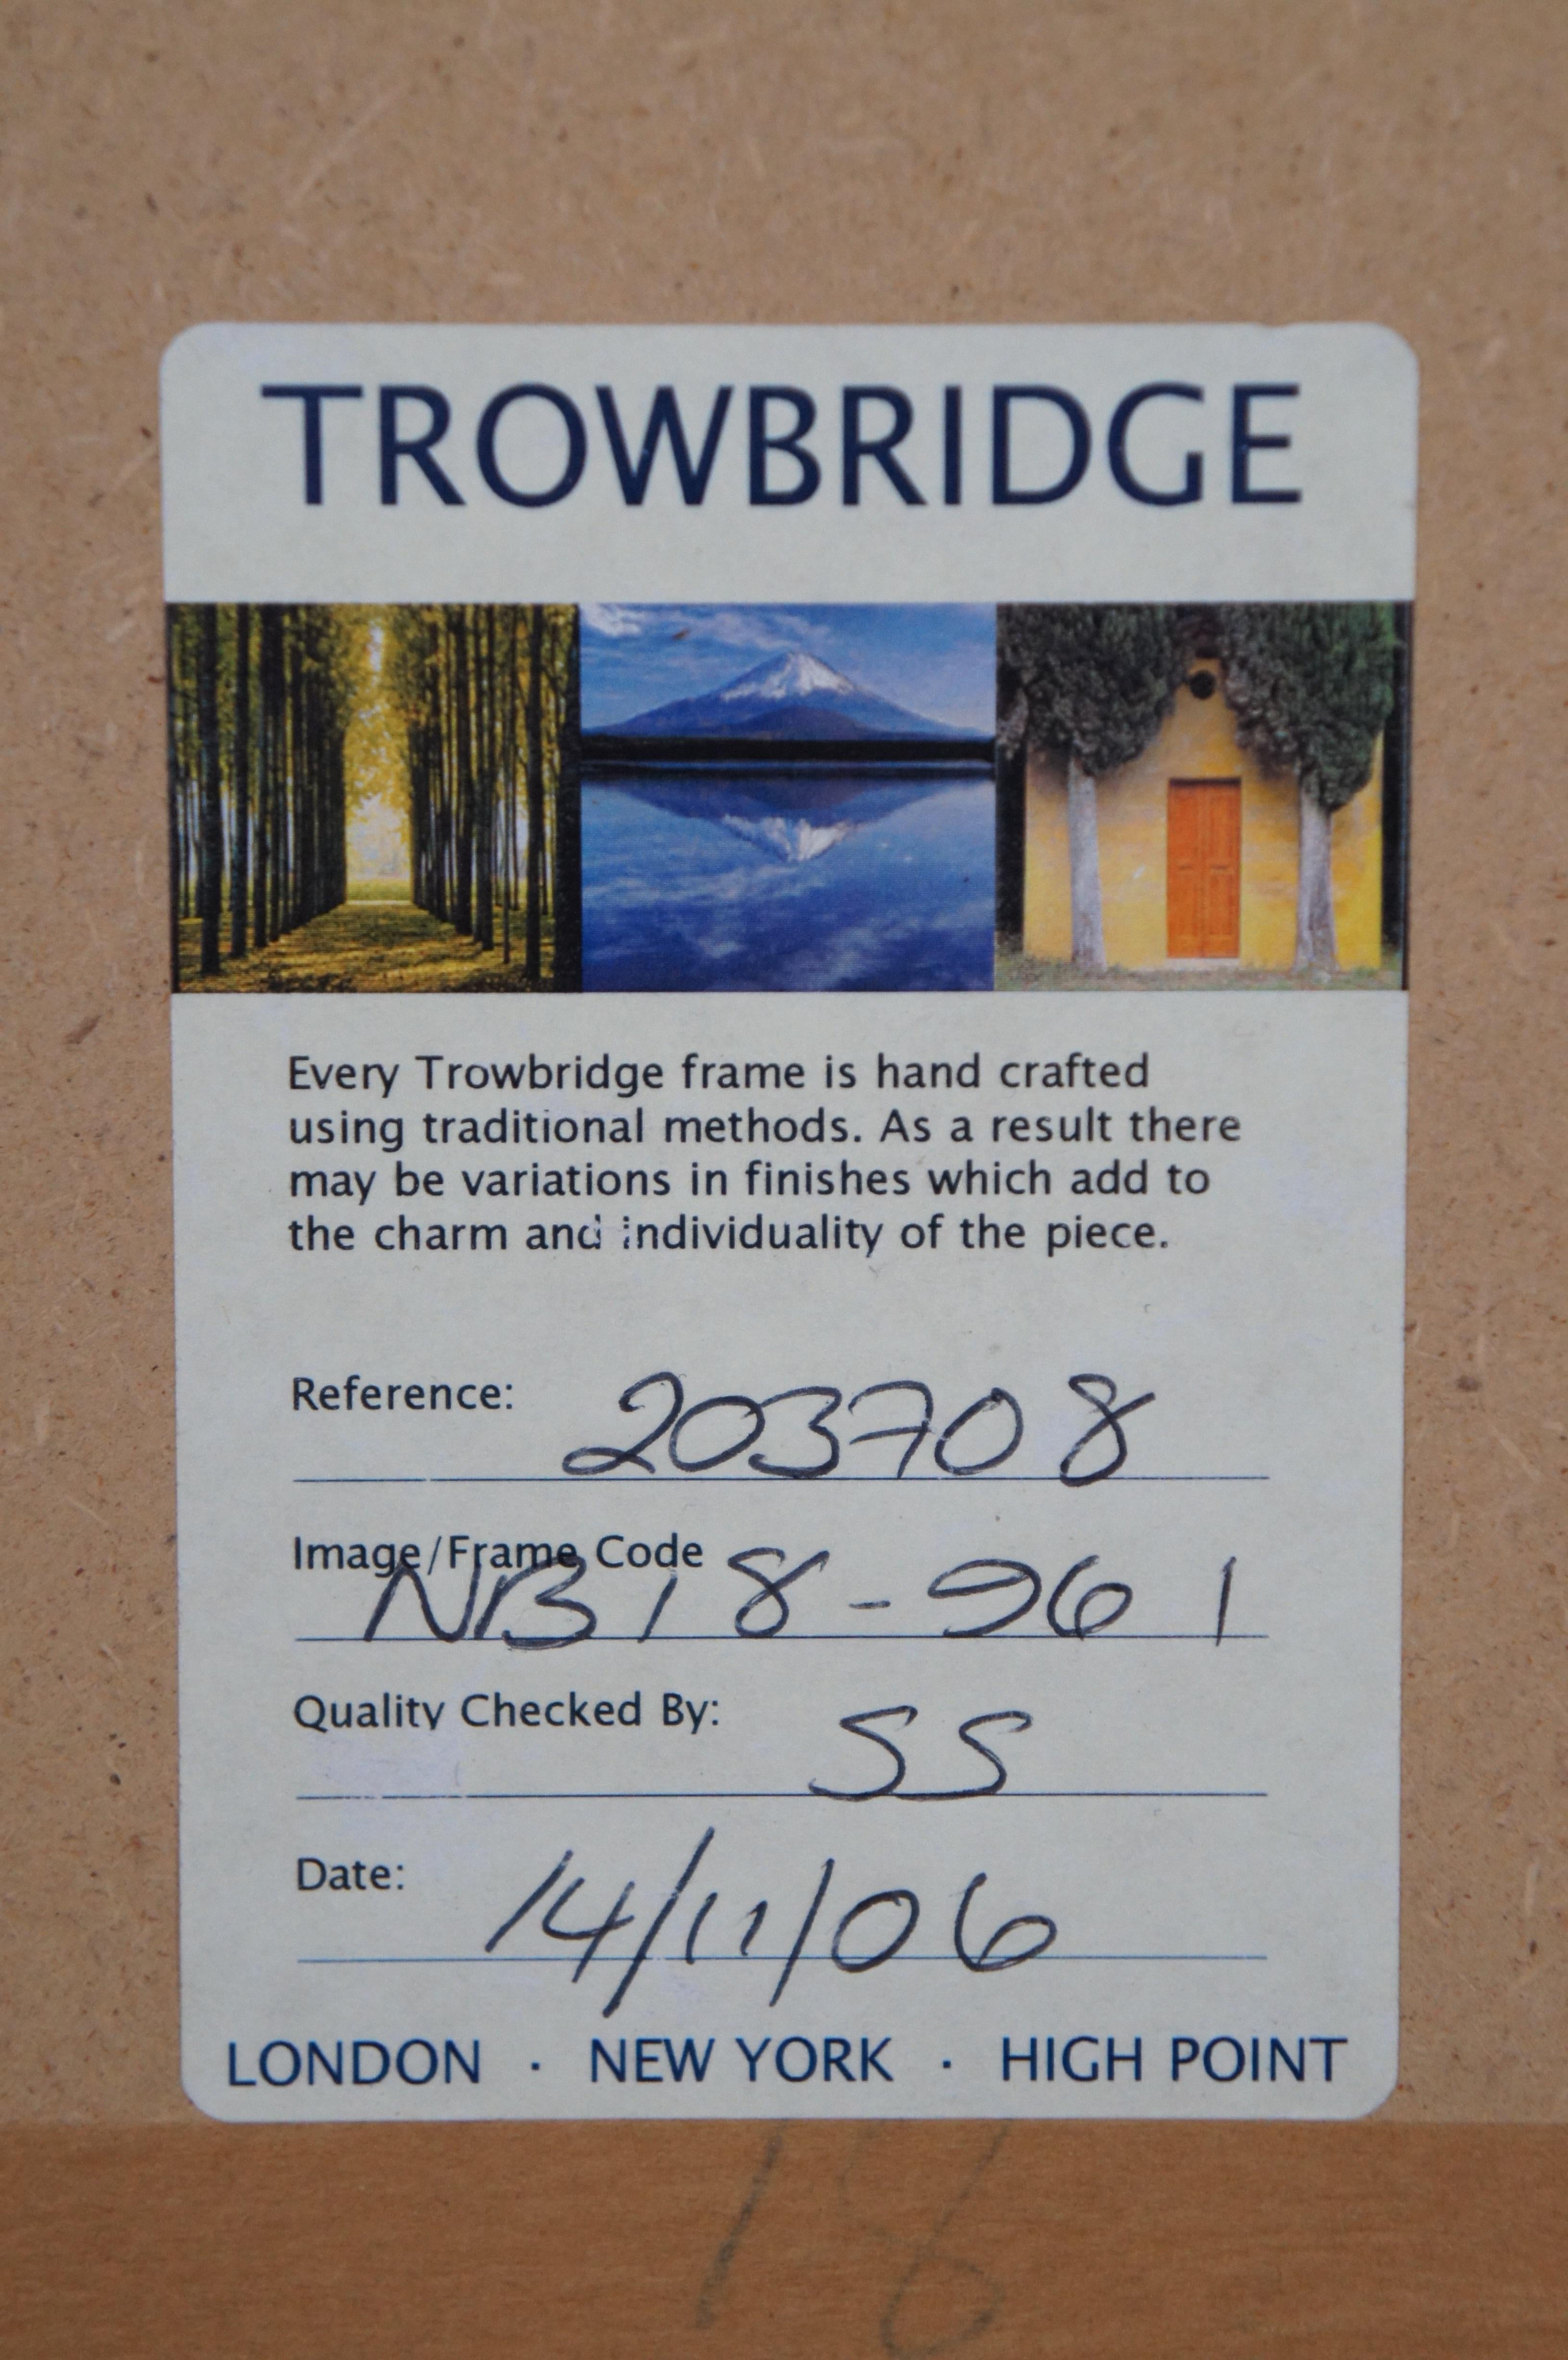 TROWBRIDGE
Every Trowbridge frame is hand crafted
using traditional methods. As a result there
may be variations in finishes which add to
the charm and individuality of the piece.
Reference: 203708
Image/Frame Code
NB18-961
Quality Checked By: SS
Date: 14/11/06
LONDON · NEW YORK · HIGH POINT
18